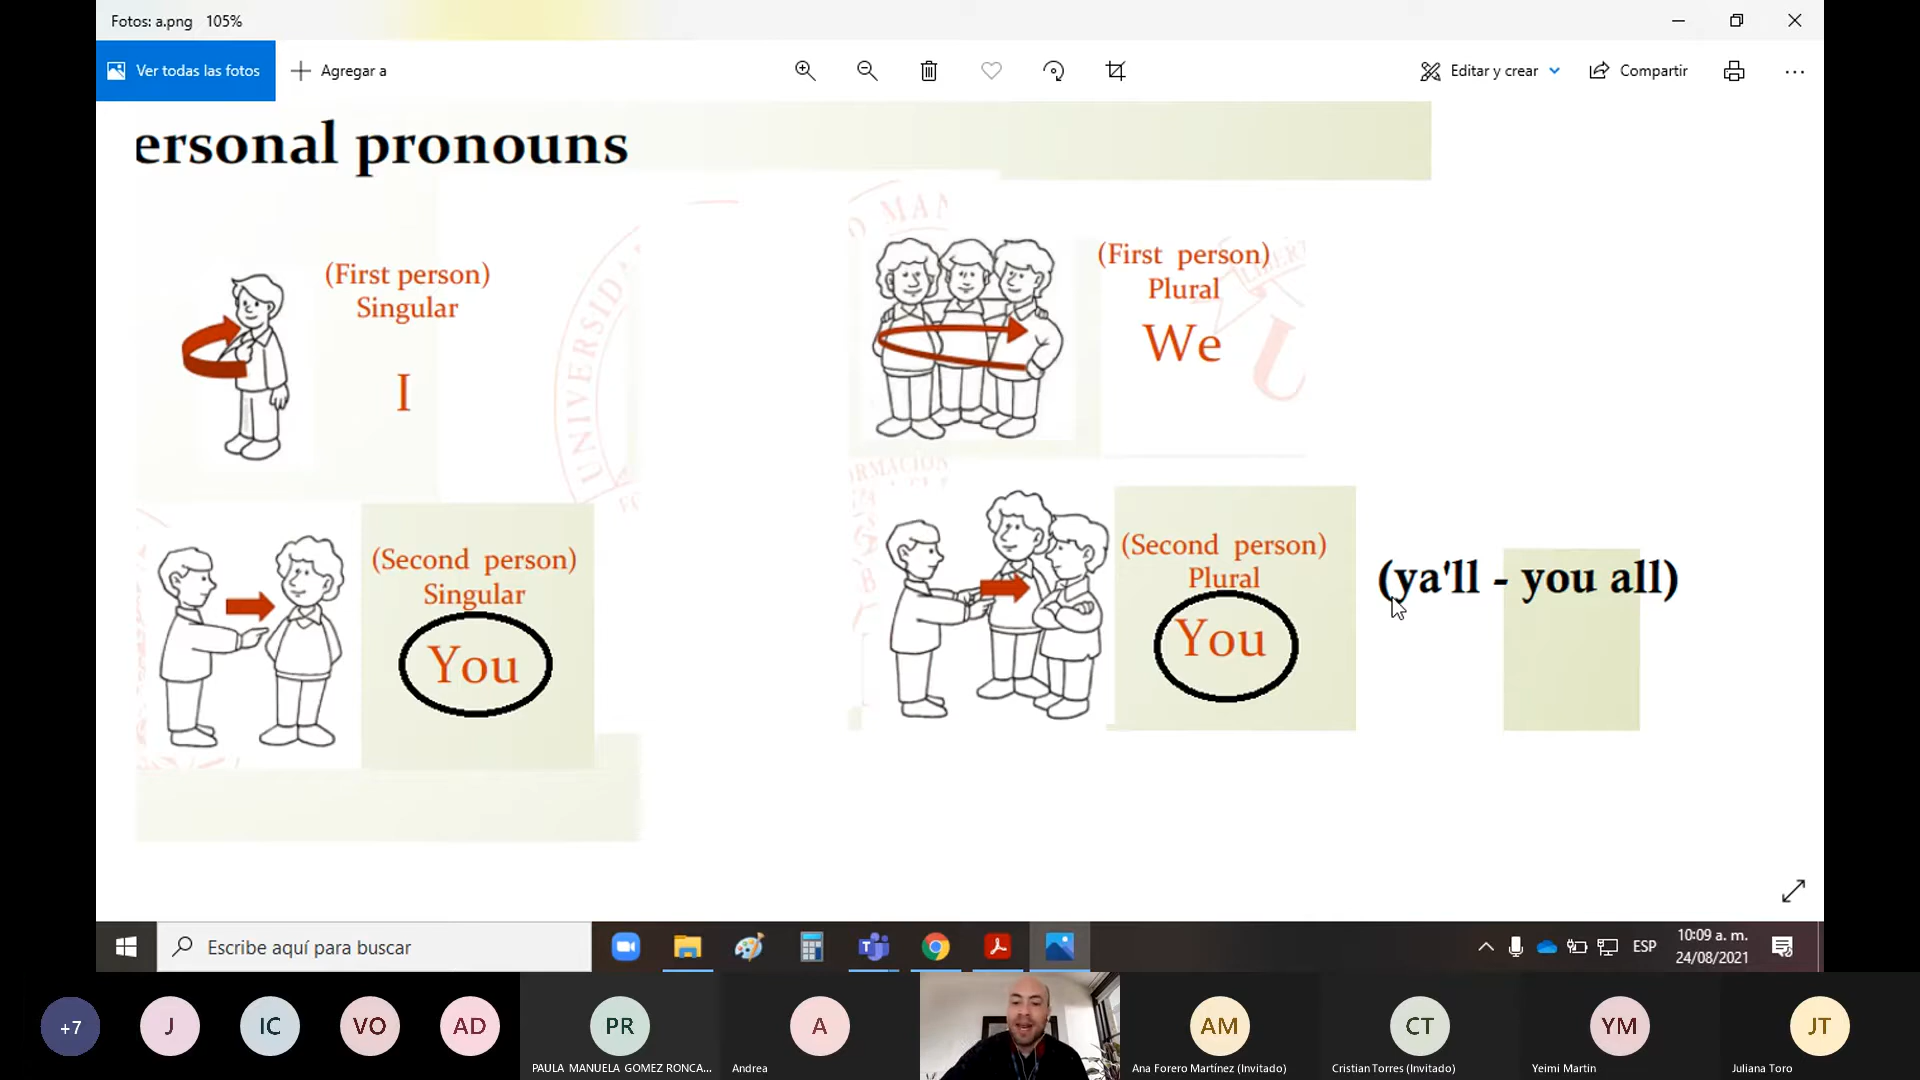 Fotos: a.png 105%
Ver todas las fotos
Agregar a
Editar y crear
Compartir
ersonal pronouns
(First person)
Singular
I
(First person)
Plural
We
(Second person)
Singular
You
(Second person)
Plural
You
(ya'll - you all)
UNIVERSIDA
Escribe aquí para buscar
ESP
10:09 a. m.
24/08/2021
+7
J
IC
VO
AD
PR
A
AM
CT
YM
JT
PAULA MANUELA GOMEZ RONCA...
Andrea
Ana Forero Martínez (Invitado)
Cristian Torres (Invitado)
Yeimi Martin
Juliana Toro